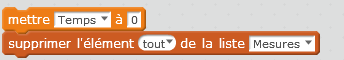 mettre Temps à 0
supprimer l'élément tout de la liste Mesures